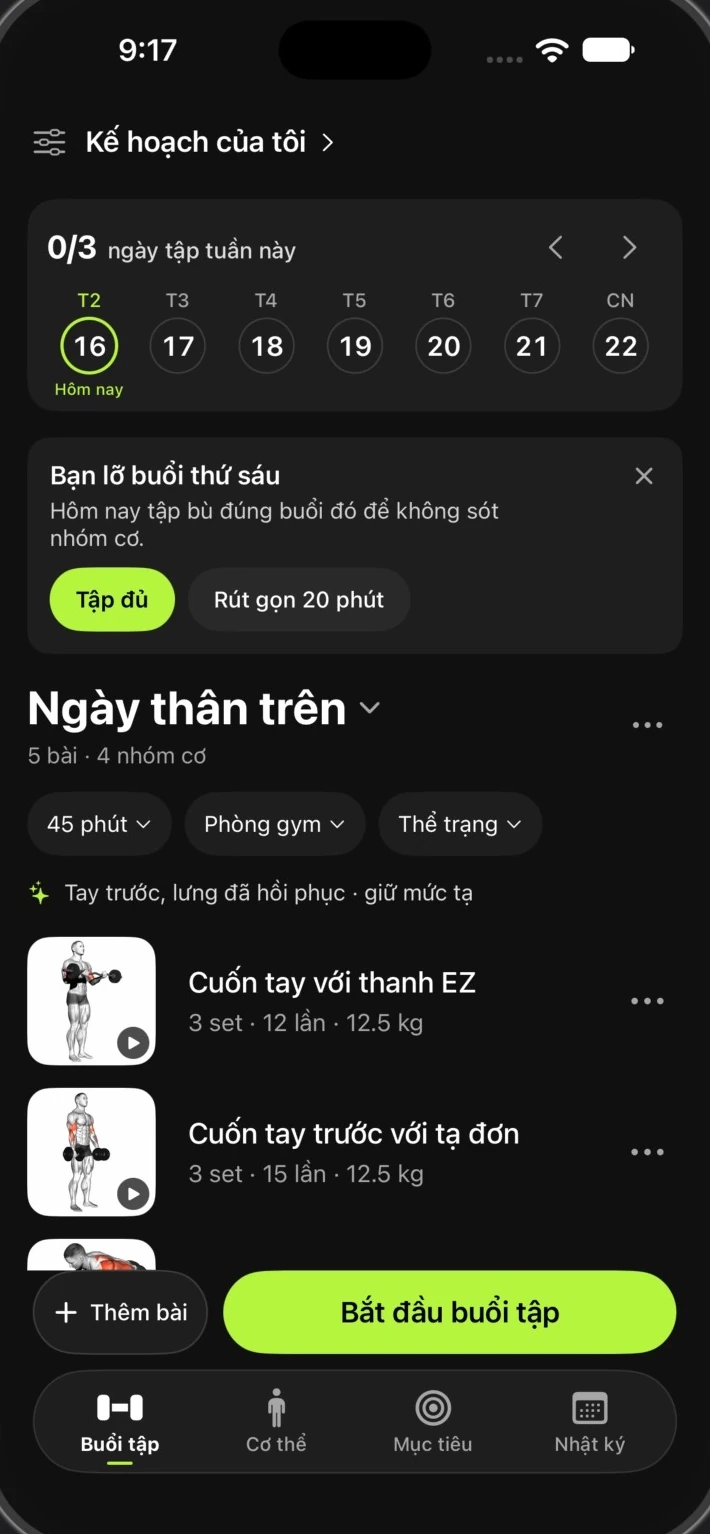 9:17
Kế hoạch của tôi
0/3 ngày tập tuần này
T2 T3 T4 T5 T6 T7 CN
16 17 18 19 20 21 22
Hôm nay
Bạn lỡ buổi thứ sáu
Hôm nay tập bù đúng buổi đó để không sót
nhóm cơ.
Tập đủ
Rút gọn 20 phút
Ngày thân trên
5 bài · 4 nhóm cơ
45 phút
Phòng gym
Thể trạng
Tay trước, lưng đã hồi phục · giữ mức tạ
Cuốn tay với thanh EZ
3 set · 12 lần · 12.5 kg
Cuốn tay trước với tạ đơn
3 set · 15 lần · 12.5 kg
Thêm bài
Bắt đầu buổi tập
Buổi tập
Cơ thể
Mục tiêu
Nhật ký